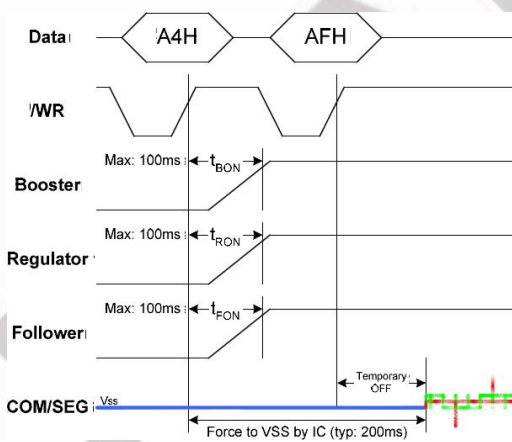 Data
A4H
AFH
/WR
Max: 100ms
tBON
Booster
Max: 100ms
tRON
Regulator
Max: 100ms
tFON
Follower
Temporary OFF
COM/SEG
Vss
Force to VSS by IC (typ: 200ms)